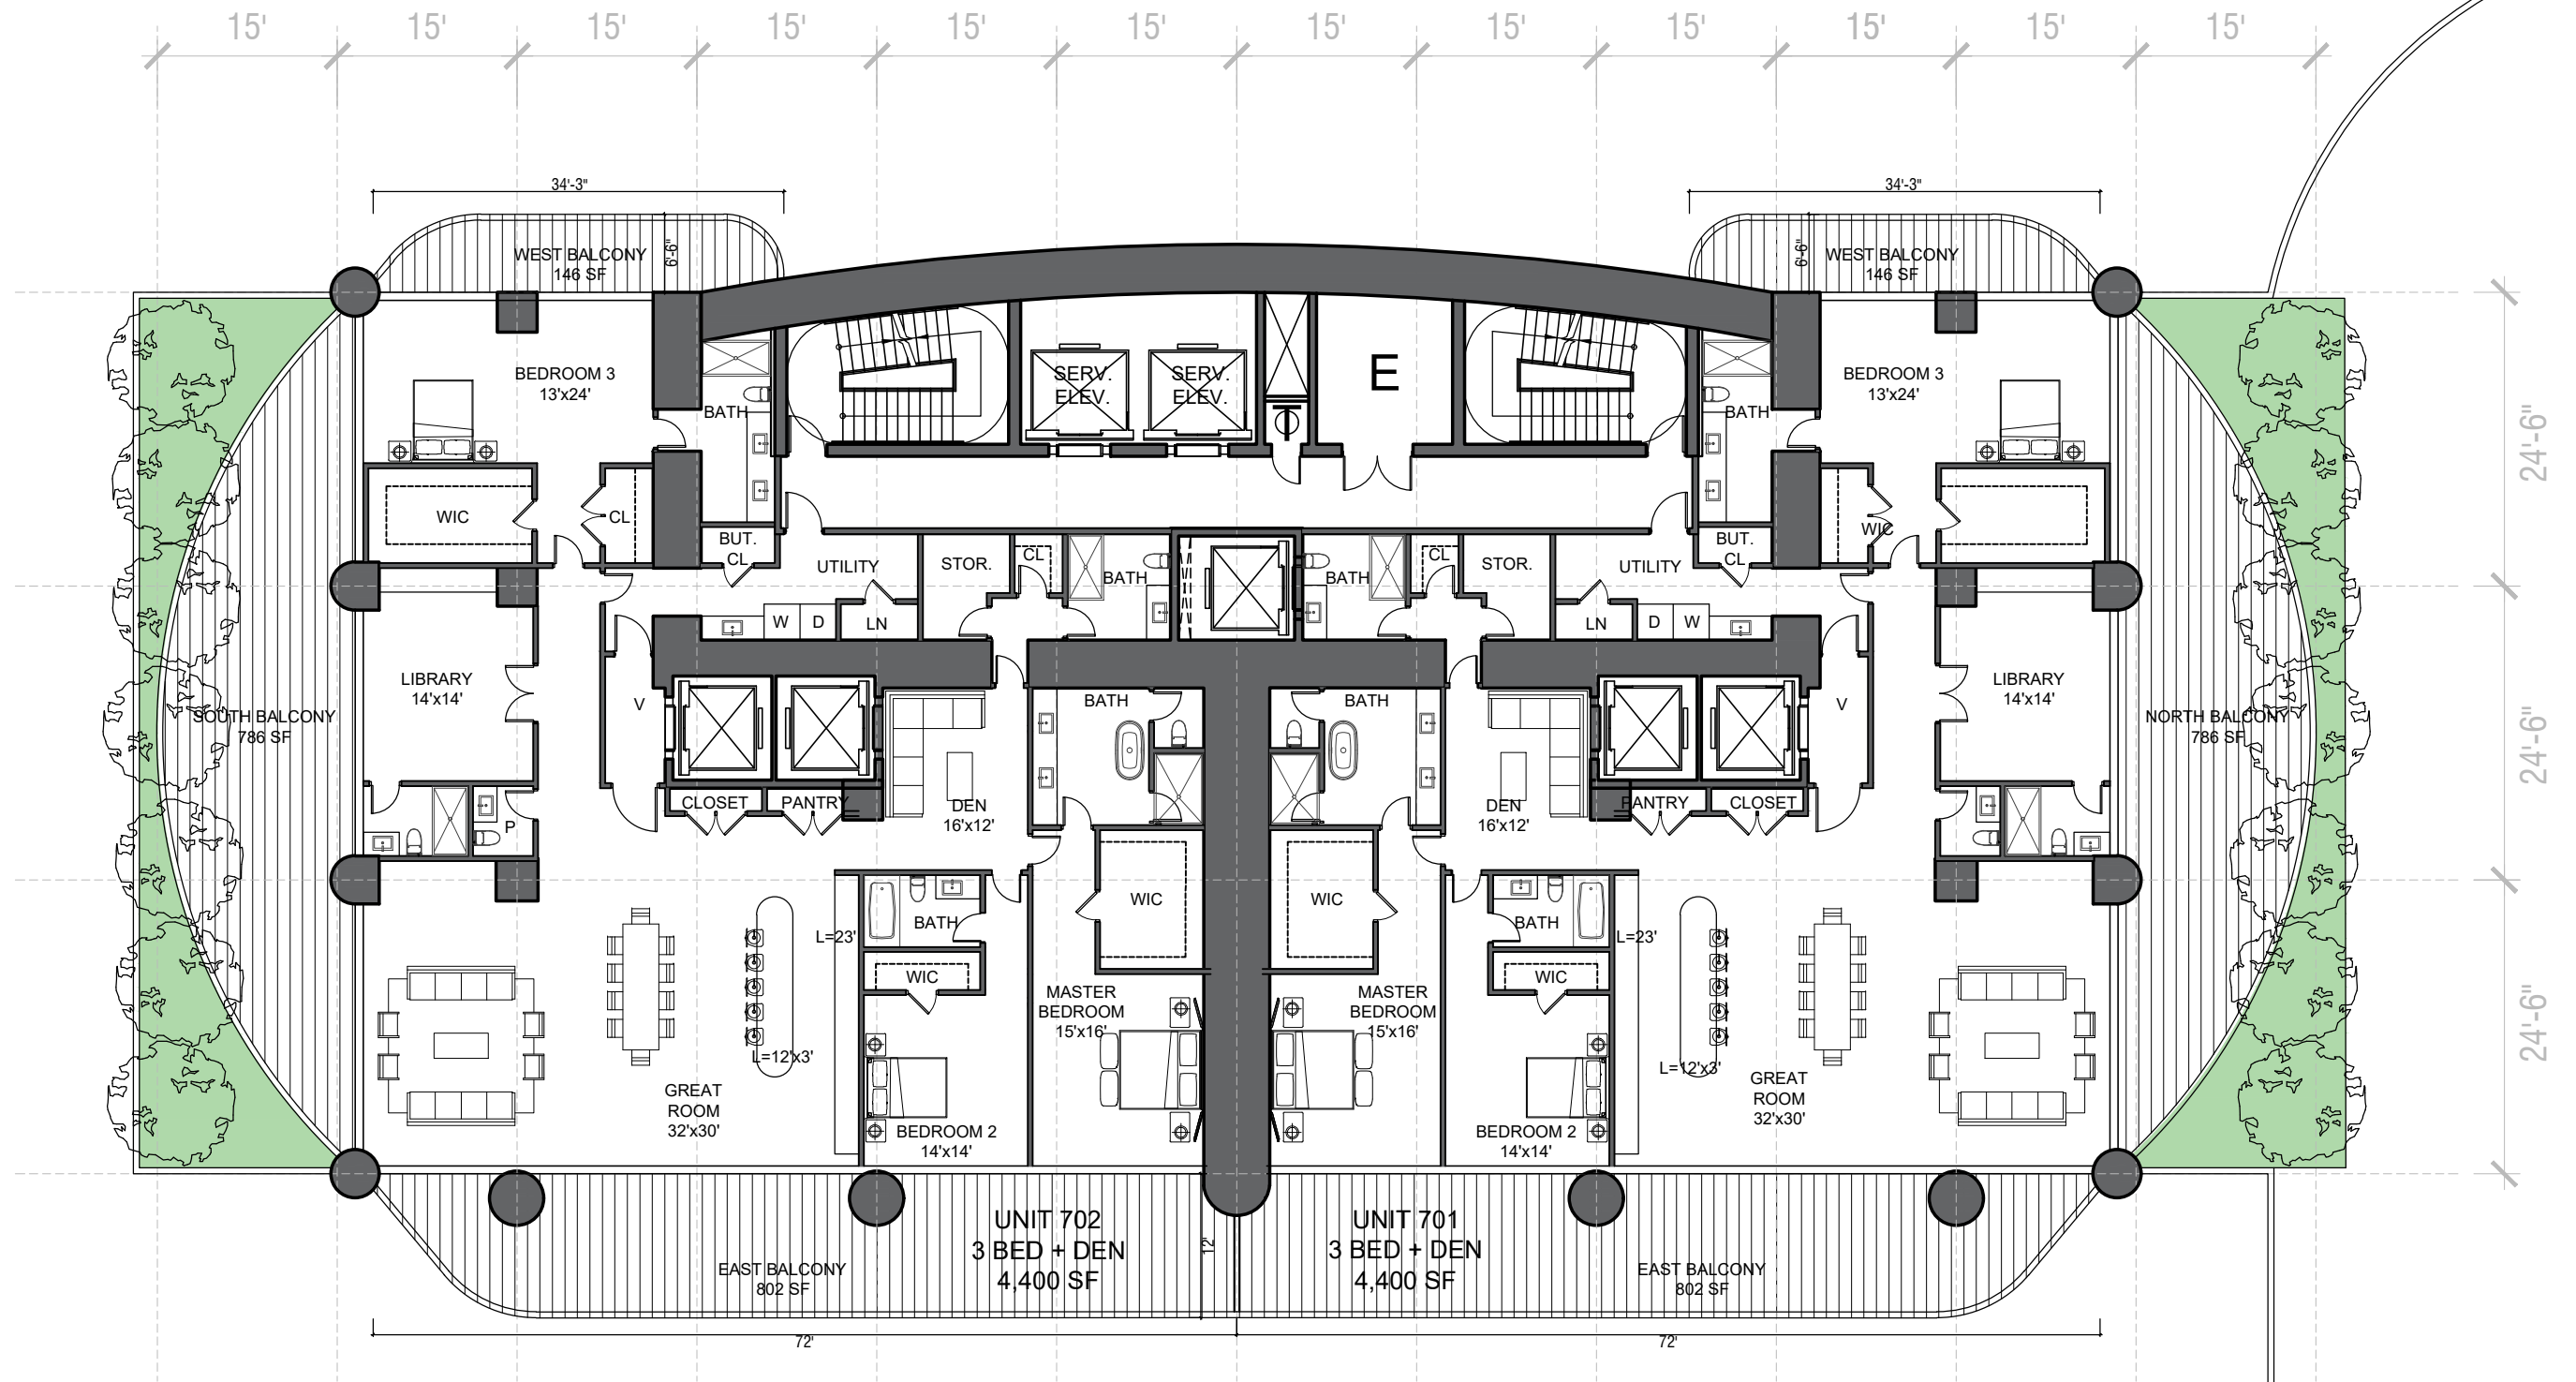 15' 15' 15' 15' 15' 15' 15' 15' 15' 15' 15' 15'
34'-3" 34'-3"
WEST BALCONY
146 SF
6'-6"
6'-6"
WEST BALCONY
146 SF
BEDROOM 3
13'x24'
BATH
SERV.
ELEV.
SERV.
ELEV.
T
E
BATH
BEDROOM 3
13'x24'
24'-6"
WIC
CL
BUT.
CL
UTILITY
STOR.
CL
BATH
BATH
CL
STOR.
UTILITY
BUT.
CL
WIC
W D
LN
LN
D W
LIBRARY
14'x14'
SOUTH BALCONY
786 SF
V
BATH
BATH
V
LIBRARY
14'x14'
NORTH BALCONY
786 SF
24'-6"
CLOSET
PANTRY
DEN
16'x12'
DEN
16'x12'
PANTRY
CLOSET
P
L=23'
BATH
WIC
WIC
BATH
L=23'
WIC
WIC
MASTER
BEDROOM
15'x16'
MASTER
BEDROOM
15'x16'
24'-6"
L=12'x3'
L=12'x3'
GREAT
ROOM
32'x30'
BEDROOM 2
14'x14'
BEDROOM 2
14'x14'
GREAT
ROOM
32'x30'
UNIT 702
3 BED + DEN
4,400 SF
12'
UNIT 701
3 BED + DEN
4,400 SF
EAST BALCONY
802 SF
EAST BALCONY
802 SF
72' 72'